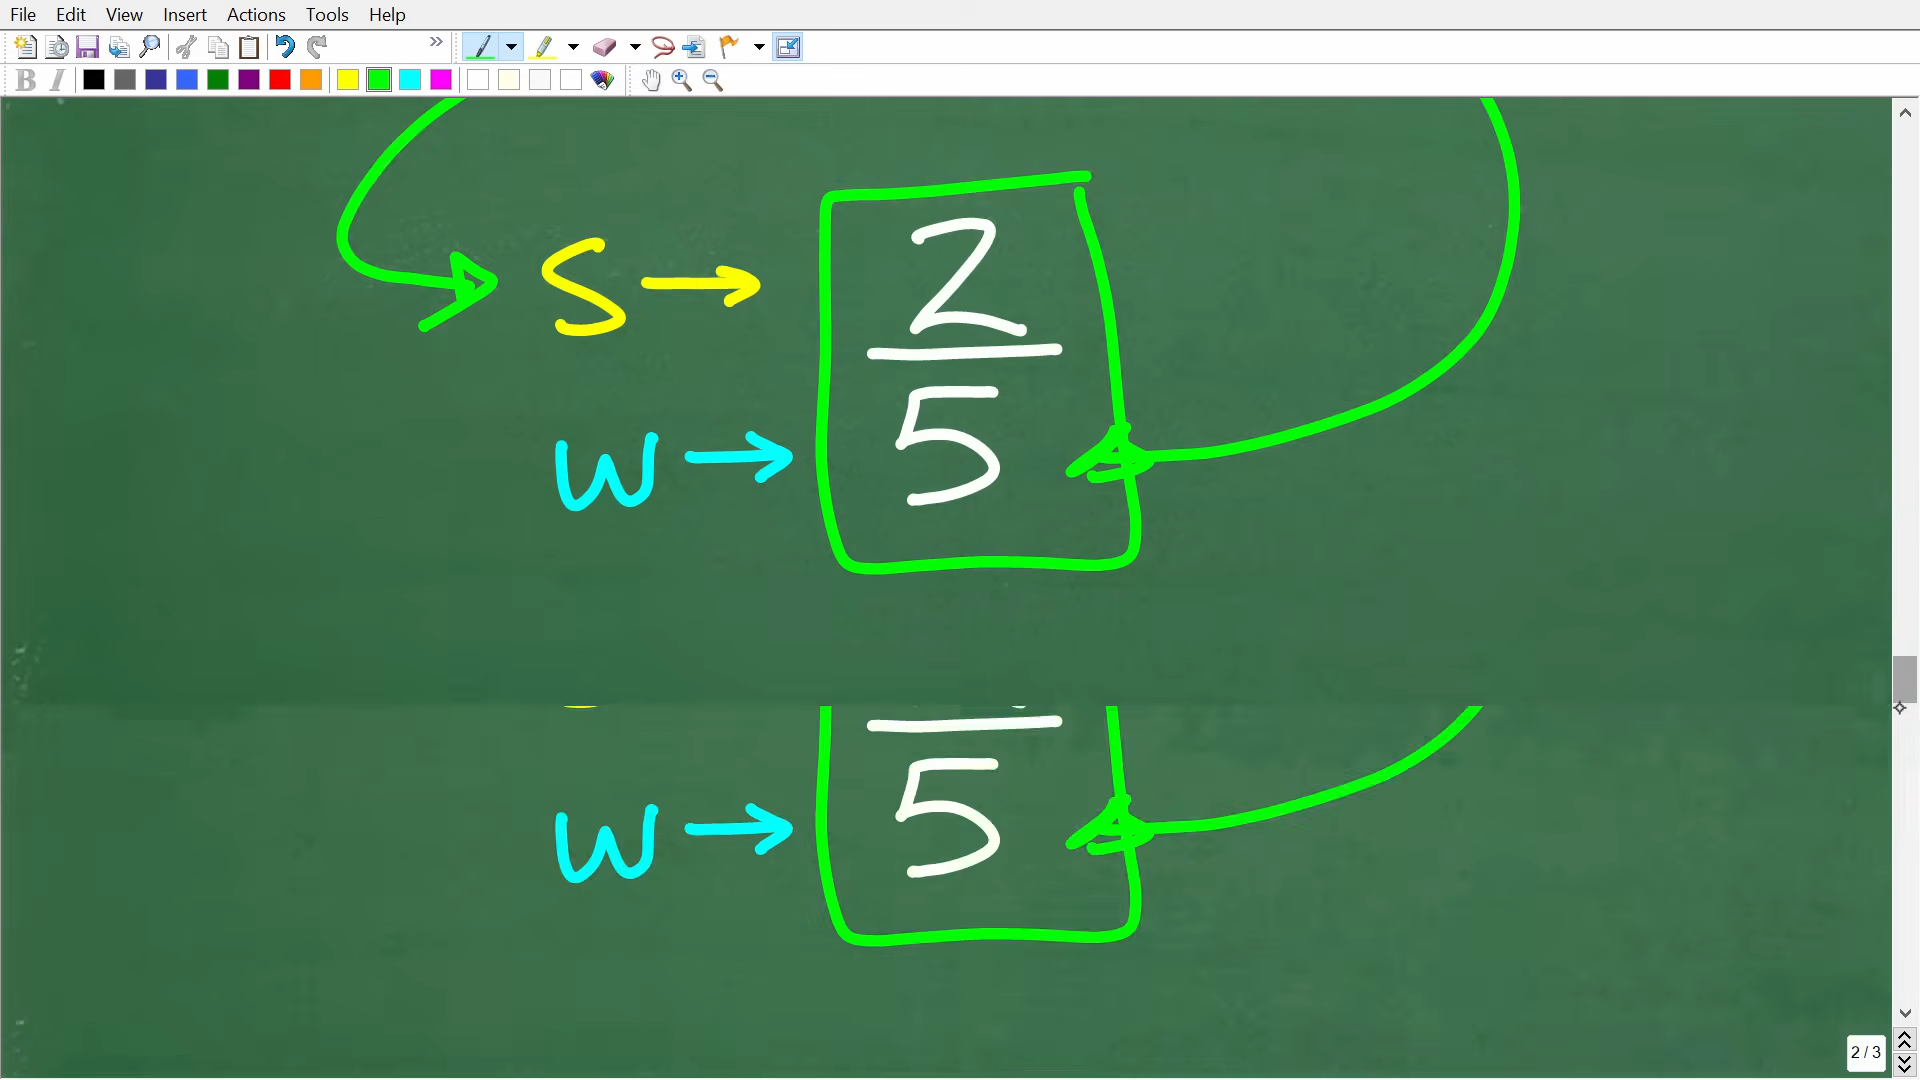 File Edit View Insert Actions Tools Help
B I
S → 2
W → 5
W → 5
2 / 3